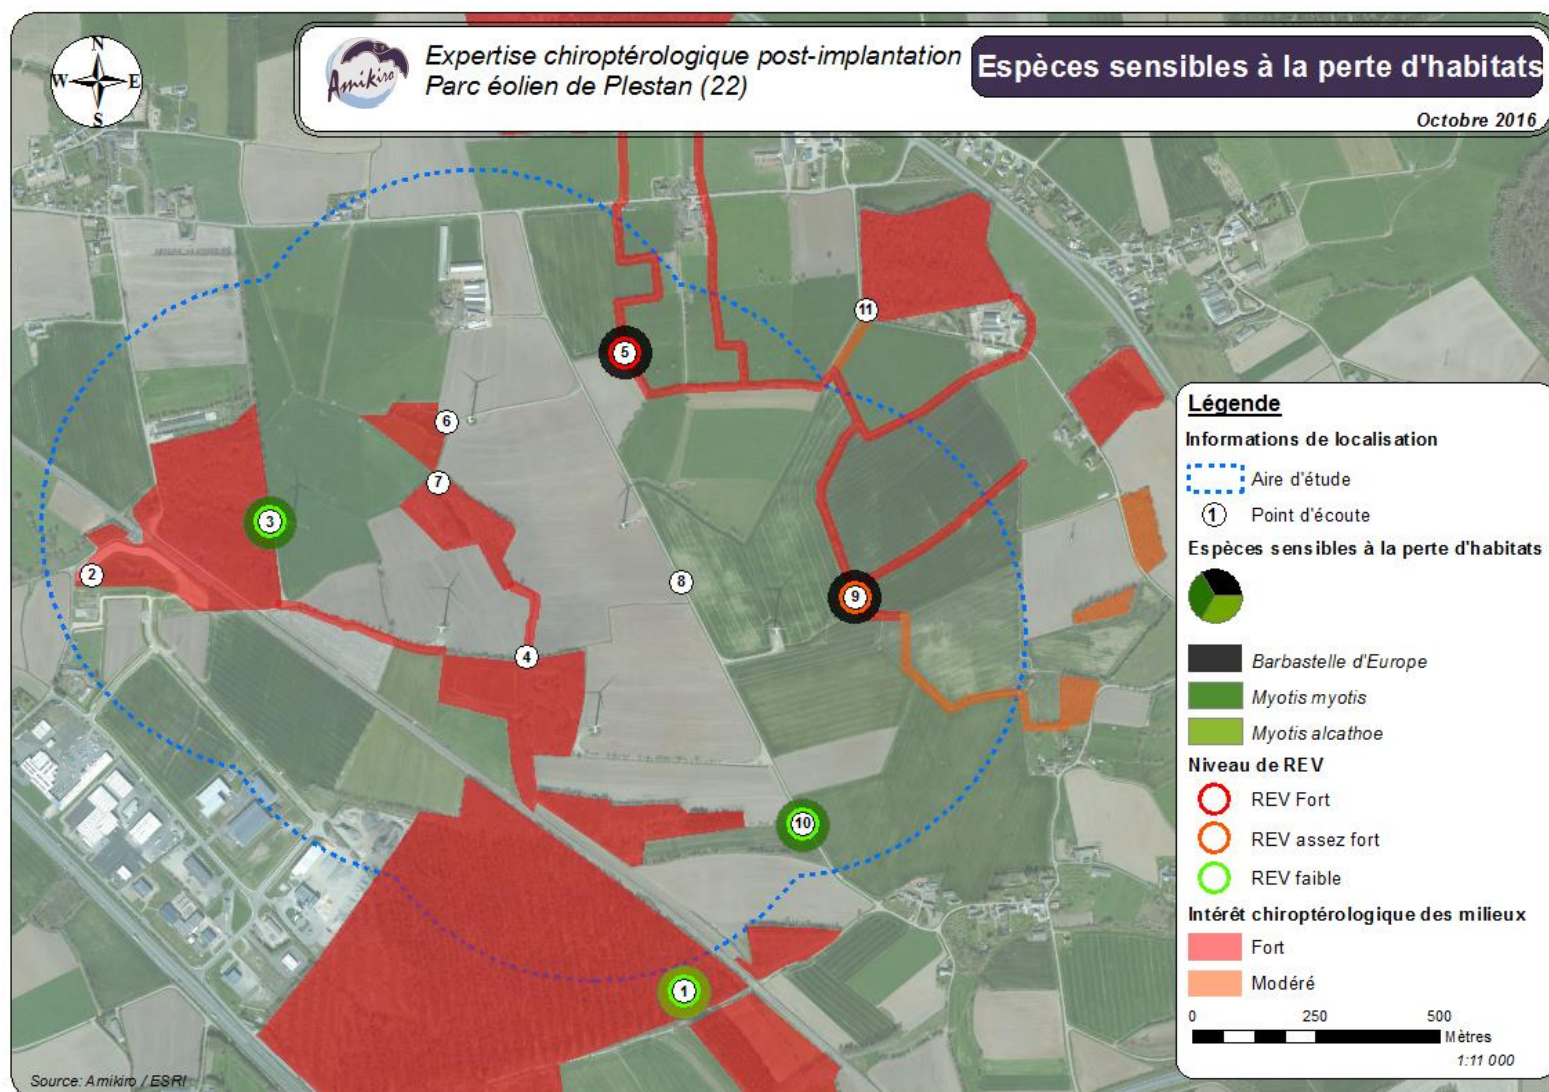 N
W E
S
Amikiro
Expertise chiroptérologique post-implantation
Parc éolien de Plestan (22)
Espèces sensibles à la perte d'habitats
Octobre 2016
11
5
6
7
3
2
8
9
4
10
1
Légende
Informations de localisation
Aire d'étude
1 Point d'écoute
Espèces sensibles à la perte d'habitats
Barbastelle d'Europe
Myotis myotis
Myotis alcathoe
Niveau de REV
REV Fort
REV assez fort
REV faible
Intérêt chiroptérologique des milieux
Fort
Modéré
0 250 500
Mètres
1:11 000
Source: Amikiro / ESRI